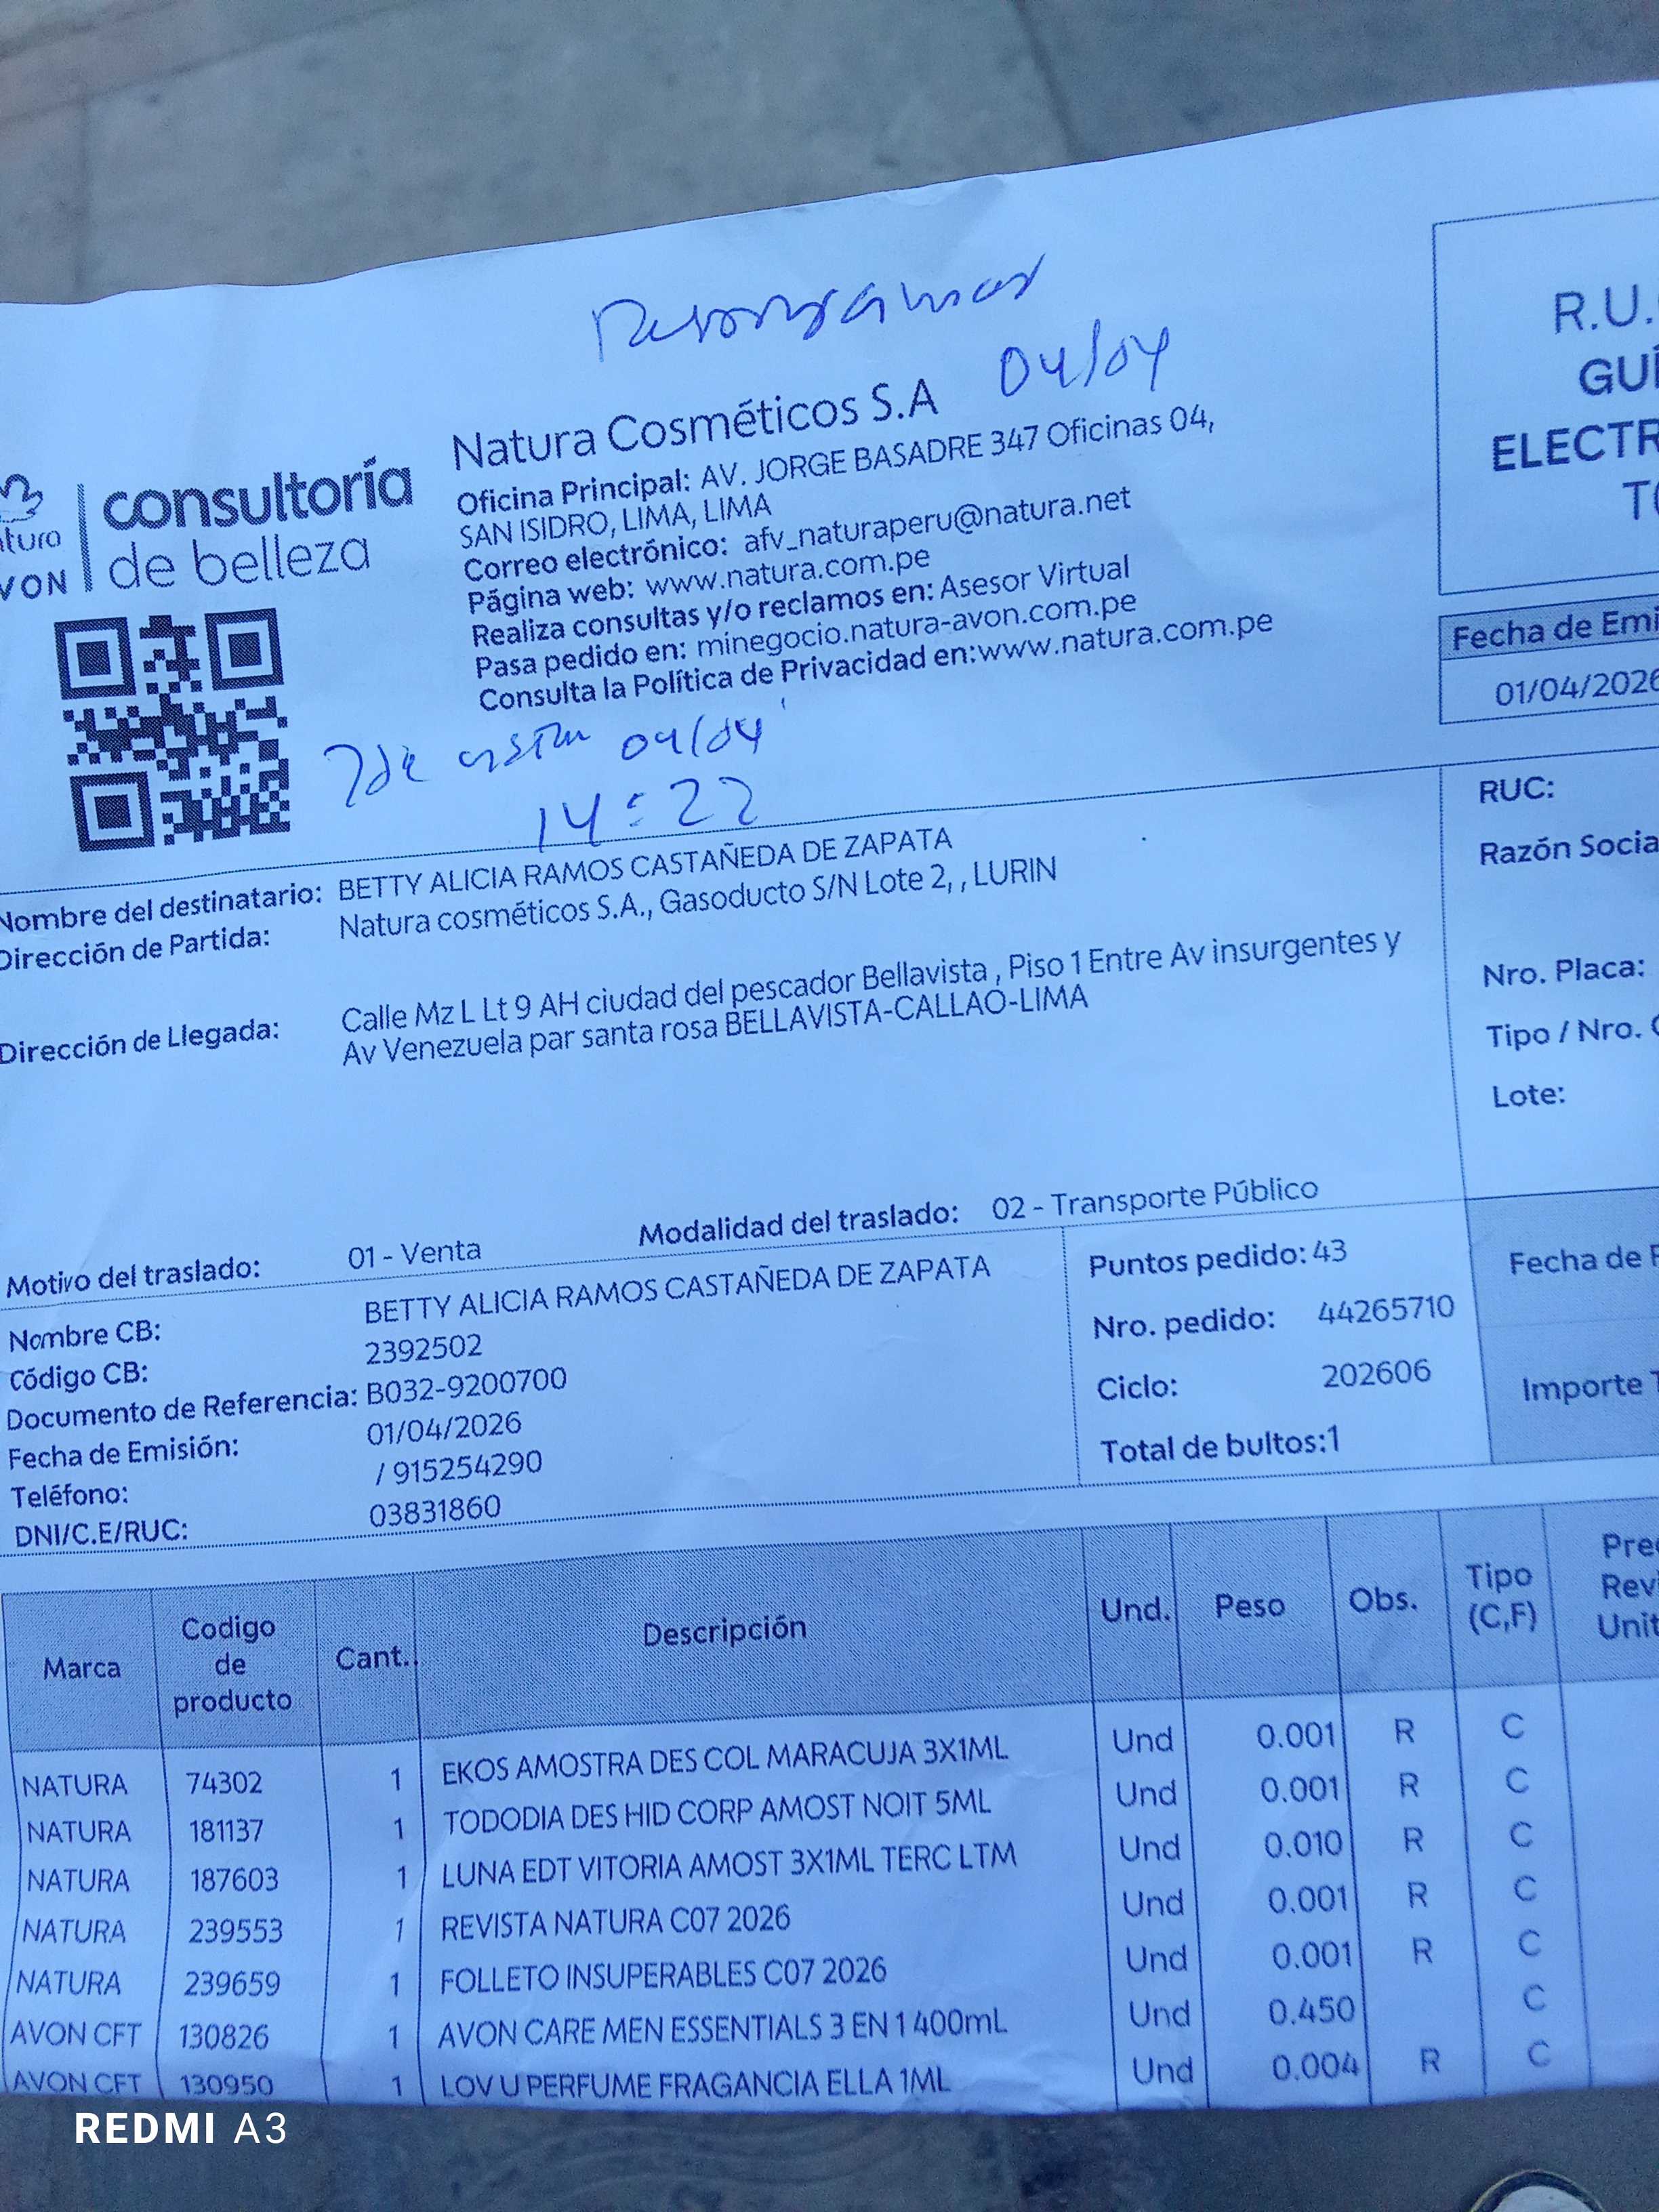 04/04
Natura Cosméticos S.A
Oficina Principal: AV. JORGE BASADRE 347 Oficinas 04,
SAN ISIDRO, LIMA, LIMA
Correo electrónico: afv_naturaperu@natura.net
Página web: www.natura.com.pe
Realiza consultas y/o reclamos en: Asesor Virtual
Pasa pedido en: minegocio.natura-avon.com.pe
Consulta la Política de Privacidad en:www.natura.com.pe
consultoría
de belleza
tura
VON
04/04
14:22
R.U.
GUÍ
ELECTR
Fecha de Emi
01/04/2026
Nombre del destinatario: BETTY ALICIA RAMOS CASTAÑEDA DE ZAPATA
Dirección de Partida: Natura cosméticos S.A., Gasoducto S/N Lote 2, , LURIN
Dirección de Llegada: Calle Mz L Lt 9 AH ciudad del pescador Bellavista , Piso 1 Entre Av insurgentes y
Av Venezuela par santa rosa BELLAVISTA-CALLAO-LIMA
RUC:
Razón Socia
Nro. Placa:
Tipo / Nro. C
Lote:
Motivo del traslado: 01 - Venta Modalidad del traslado: 02 - Transporte Público
Nombre CB: BETTY ALICIA RAMOS CASTAÑEDA DE ZAPATA
Código CB: 2392502
Documento de Referencia: B032-9200700
Fecha de Emisión: 01/04/2026
Teléfono: / 915254290
DNI/C.E/RUC: 03831860
Puntos pedido: 43
Nro. pedido: 44265710
Ciclo: 202606
Total de bultos:1
Fecha de
Importe T
Marca Codigo de producto Cant. Descripción Und. Peso Obs. Tipo (C,F) Pre Revi Unit
NATURA 74302 1 EKOS AMOSTRA DES COL MARACUJA 3X1ML Und 0.001 R C
NATURA 181137 1 TODODIA DES HID CORP AMOST NOIT 5ML Und 0.001 R C
NATURA 187603 1 LUNA EDT VITORIA AMOST 3X1ML TERC LTM Und 0.010 R C
NATURA 239553 1 REVISTA NATURA C07 2026 Und 0.001 R C
NATURA 239659 1 FOLLETO INSUPERABLES C07 2026 Und 0.001 R C
AVON CFT 130826 1 AVON CARE MEN ESSENTIALS 3 EN 1 400mL Und 0.450 C
AVON CFT 130950 1 LOV U PERFUME FRAGANCIA ELLA 1ML Und 0.004 R C
REDMI A3